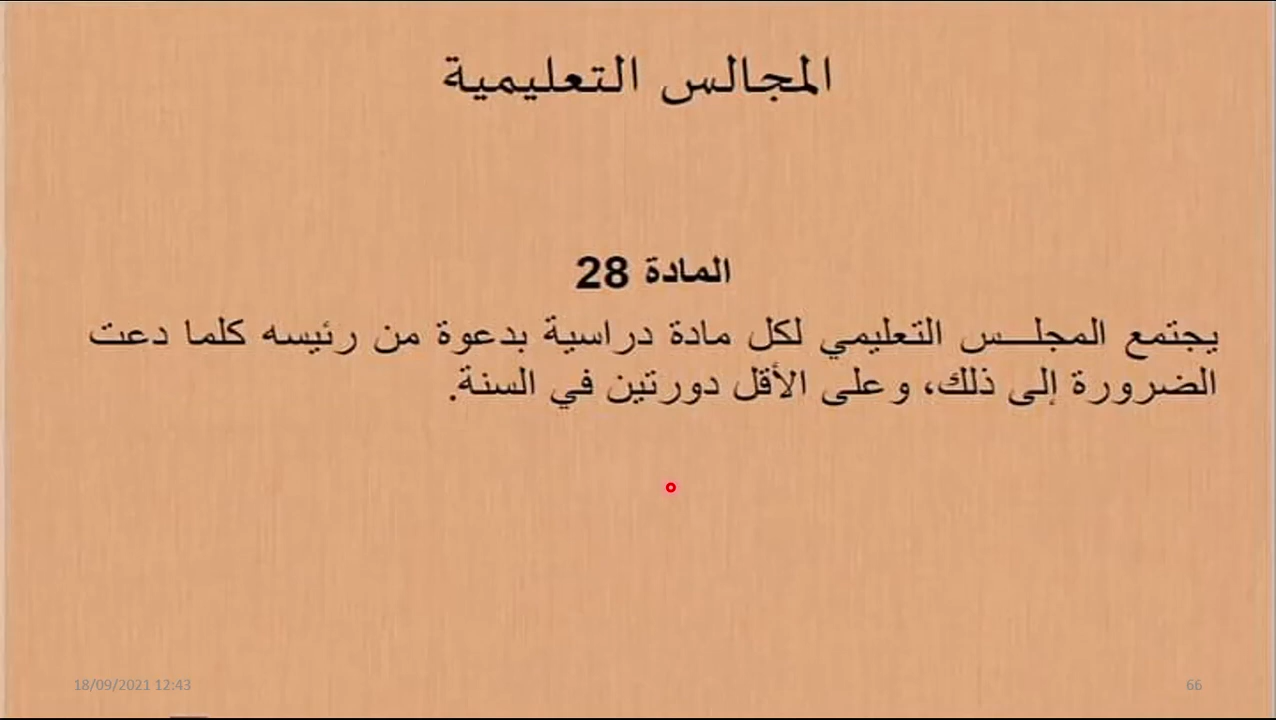 المجالس التعليمية
المادة 28
يجتمع المجلـــس التعليمي لكل مادة دراسية بدعوة من رئيسه كلما دعت
الضرورة إلى ذلك، وعلى الأقل دورتين في السنة.
18/09/2021 12:43
66